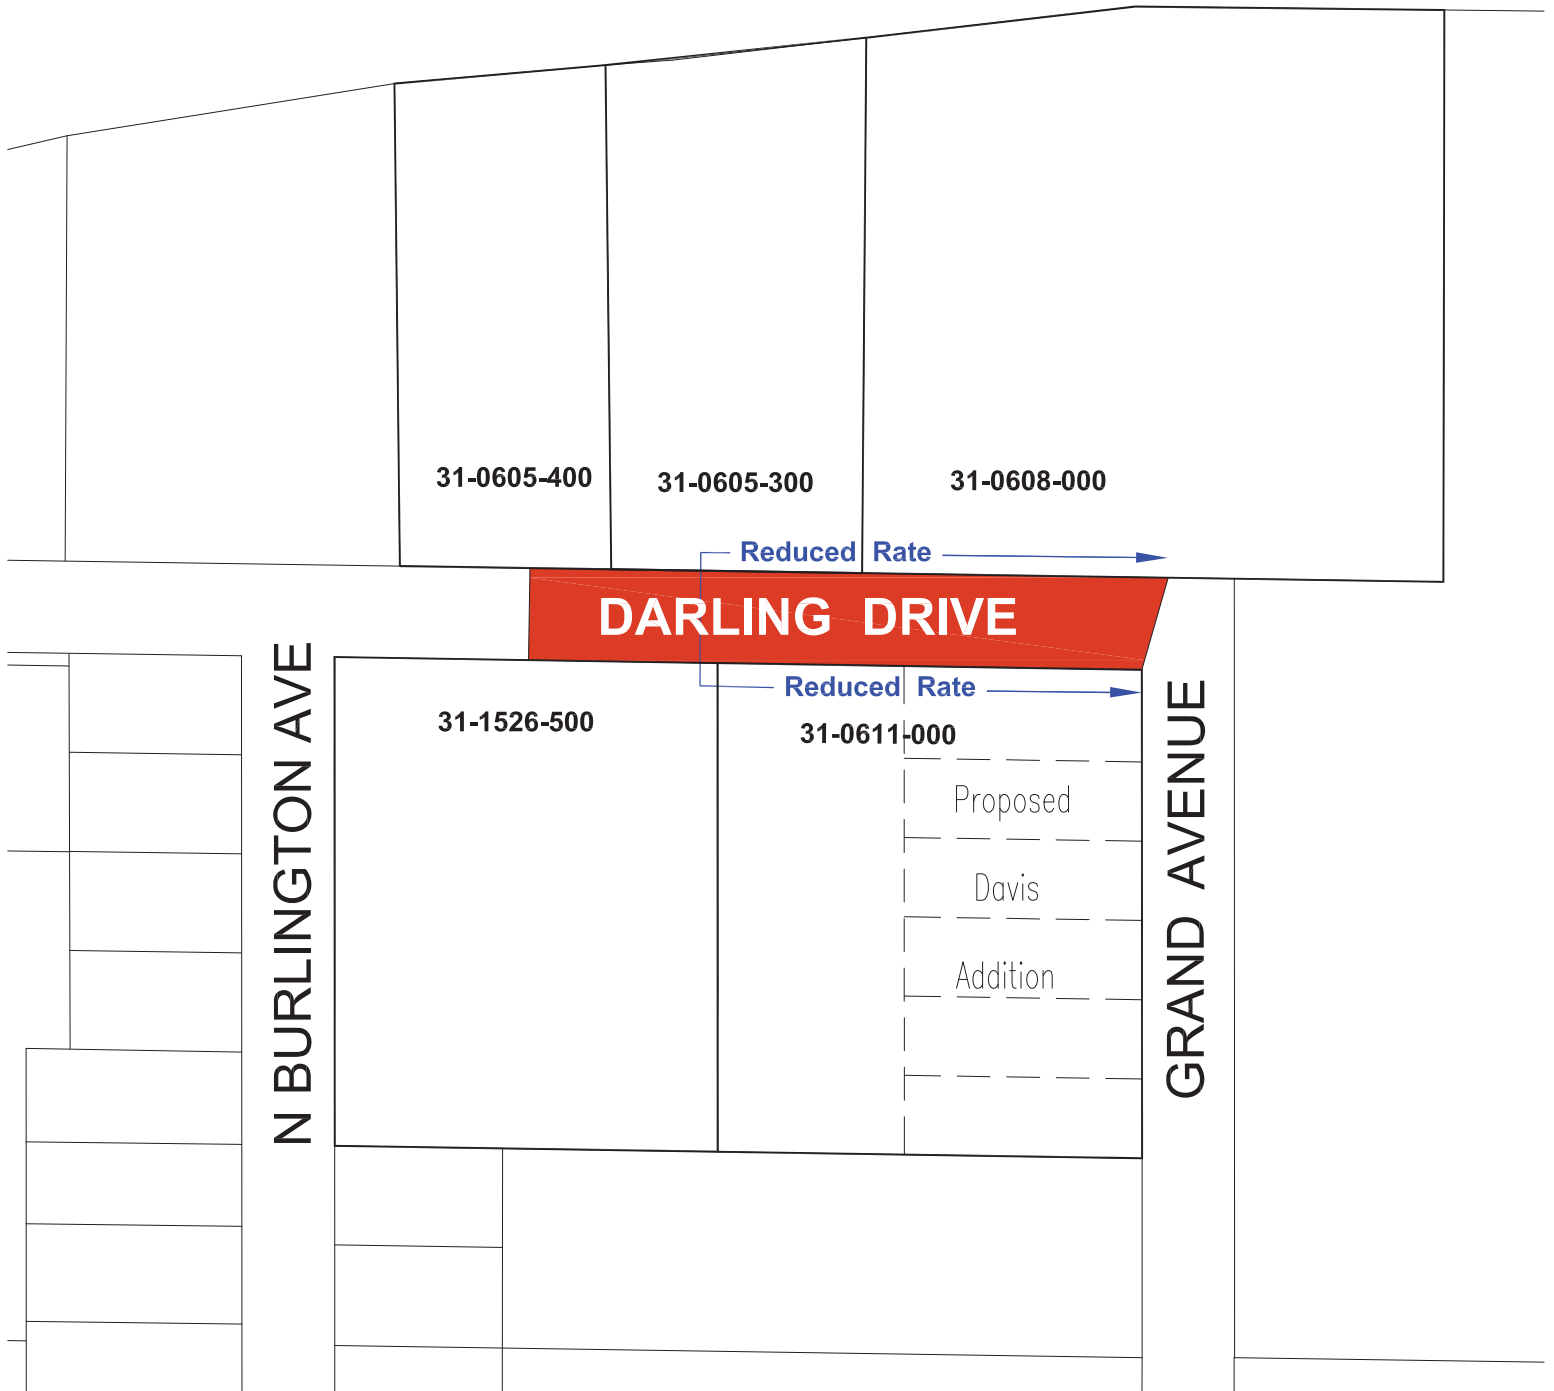 31-0605-400
31-0605-300
31-0608-000
Reduced Rate
DARLING DRIVE
Reduced Rate
31-1526-500
31-0611-000
N BURLINGTON AVE
Proposed
Davis
Addition
GRAND AVENUE